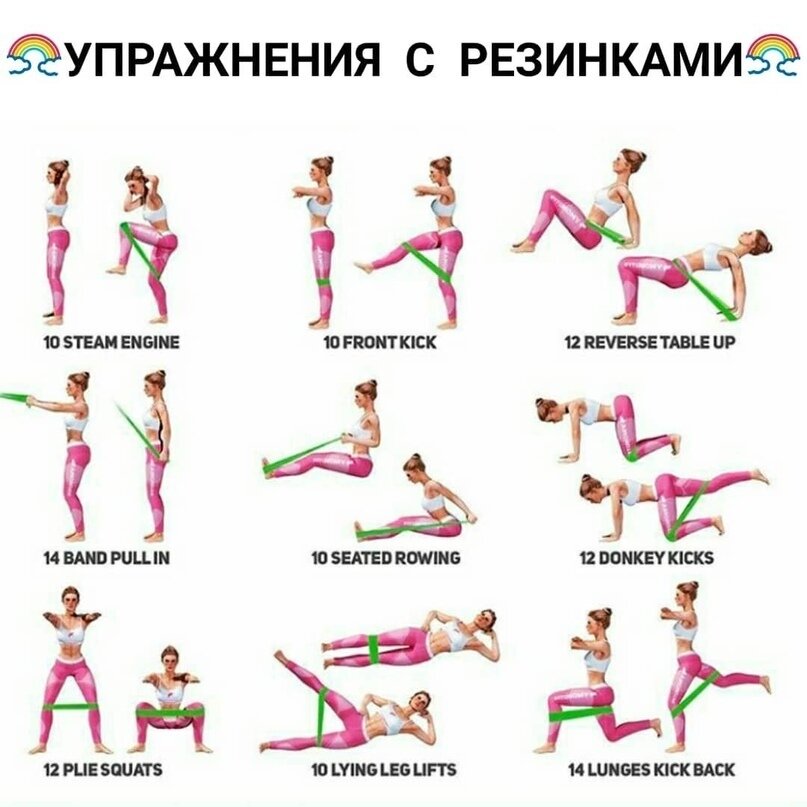 УПРАЖНЕНИЯ С РЕЗИНКАМИ
10 STEAM ENGINE
10 FRONT KICK
12 REVERSE TABLE UP
14 BAND PULL IN
10 SEATED ROWING
12 DONKEY KICKS
12 PLIE SQUATS
10 LYING LEG LIFTS
14 LUNGES KICK BACK